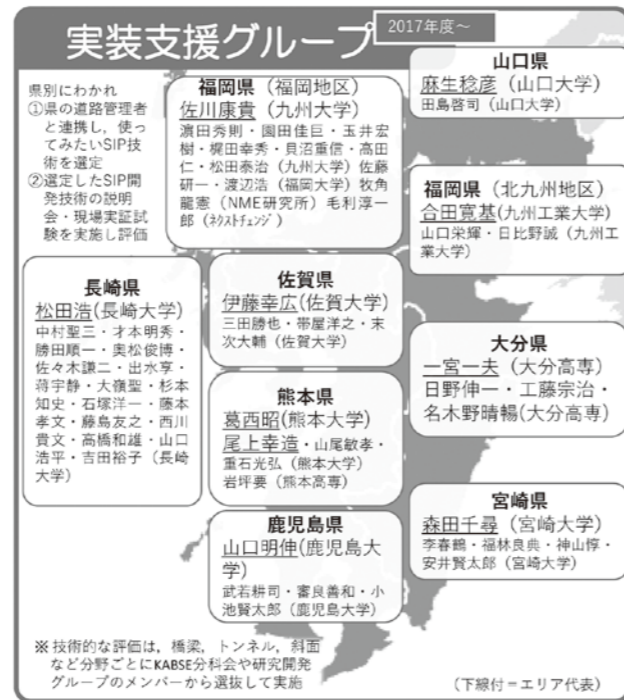 実装支援グループ
2017年度～
県別にわかれ
①県の道路管理者
と連携し，使っ
てみたいSIP技
術を選定
②選定したSIP開
発技術の説明
会・現場実証試
験を実施し評価
福岡県（福岡地区）
佐川康貴（九州大学）
濵田秀則・園田佳巨・玉井宏
樹・梶田幸秀・貝沼重信・高田
仁・松田泰治（九州大学）佐藤
研一・渡辺浩（福岡大学）牧角
龍憲（NME研究所）毛利淳一
郎（ﾈｸｽﾄﾁｪﾝｼﾞ）
山口県
麻生稔彦（山口大学）
田島啓司（山口大学）
福岡県（北九州地区）
合田寛基(九州工業大学)
山口栄輝・日比野誠（九州工
業大学）
長崎県
松田浩(長崎大学)
中村聖三・才本明秀・
勝田順一・奥松俊博・
佐々木謙二・出水享・
蒋宇静・大嶺聖・杉本
知史・石塚洋一・藤本
孝文・藤島友之・西川
貴文・高橋和雄・山口
浩平・吉田裕子（長崎
大学）
佐賀県
伊藤幸広(佐賀大学)
三田勝也・帯屋洋之・末
次大輔（佐賀大学）
大分県
一宮一夫（大分高専）
日野伸一・工藤宗治・
名木野晴暢(大分高専)
熊本県
葛西昭(熊本大学)
尾上幸造・山尾敏孝・
重石光弘（熊本大学）
岩坪要（熊本高専）
宮崎県
森田千尋（宮崎大学）
李春鶴・福林良典・神山惇・
安井賢太郎（宮崎大学）
鹿児島県
山口明伸(鹿児島大
学)
武若耕司・審良善和・小
池賢太郎（鹿児島大学）
※ 技術的な評価は，橋梁，トンネル，斜面
など分野ごとにKABSE分科会や研究開発
グループのメンバーから選抜して実施
（下線付＝エリア代表）